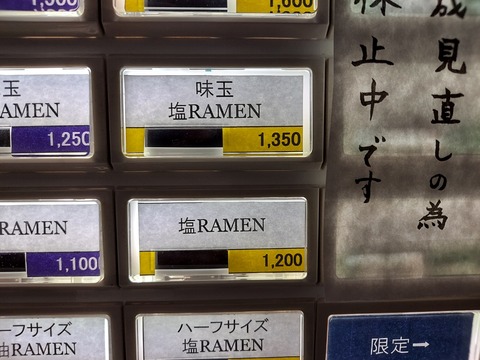 1,600
味玉
塩RAMEN
1,350
玉
RAMEN
1,250
塩RAMEN
1,200
RAMEN
1,100
ハーフサイズ
塩RAMEN
ーフサイズ
油RAMEN
見直しの為
止中です
限定→